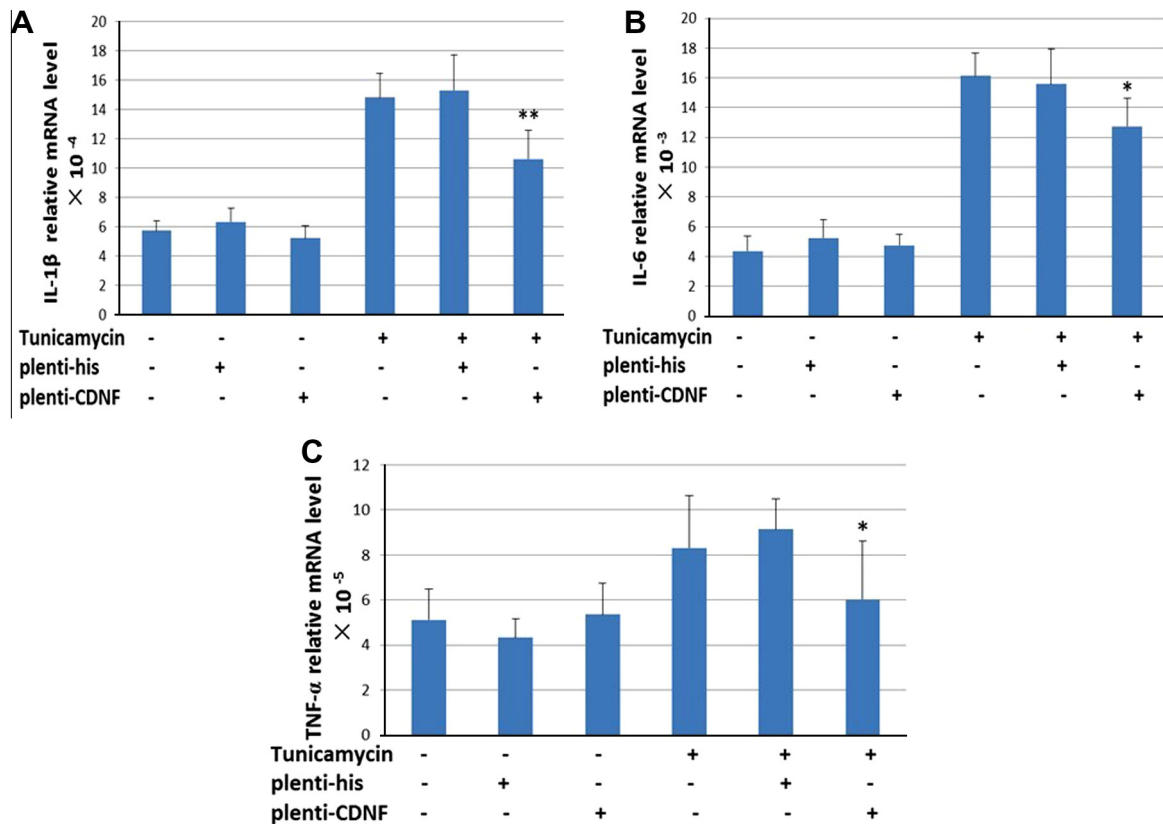 A
IL-1β relative mRNA level
× 10 -4
20
18
16
14
12
10
8
6
4
2
0
**
Tunicamycin - - - + + +
plenti-his - + - - + -
plenti-CDNF - - + - - +
B
IL-6 relative mRNA level
× 10 -3
20
18
16
14
12
10
8
6
4
2
0
*
Tunicamycin - - - + + +
plenti-his - + - - + -
plenti-CDNF - - + - - +
C
TNF-α relative mRNA level
× 10 -5
12
10
8
6
4
2
0
*
Tunicamycin - - - + + +
plenti-his - + - - + -
plenti-CDNF - - + - - +